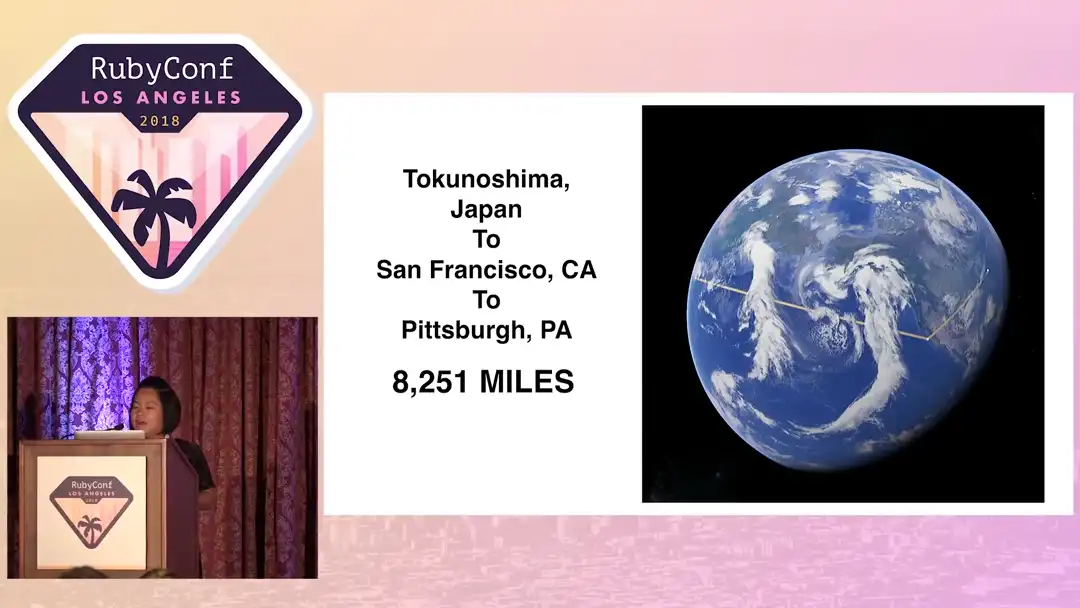 RubyConf
LOS ANGELES
2018
Tokunoshima,
Japan
To
San Francisco, CA
To
Pittsburgh, PA
8,251 MILES
RubyConf
LOS ANGELES
2018